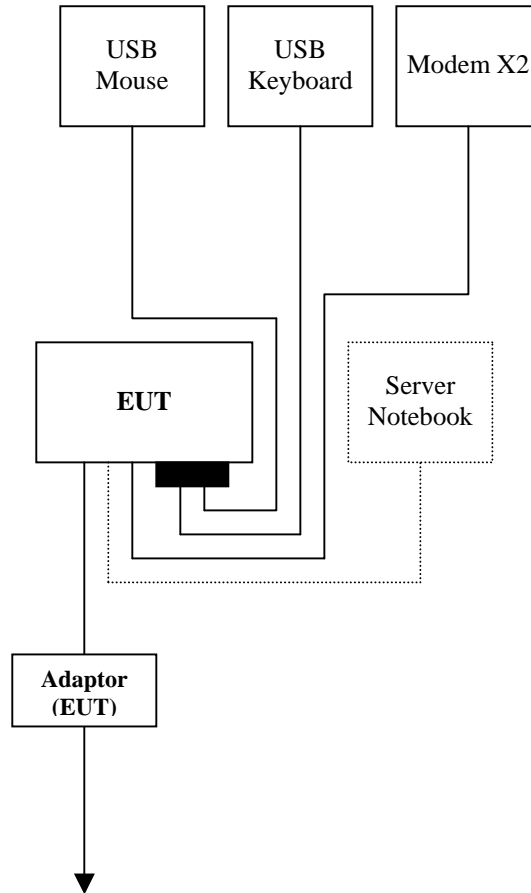 USB
Mouse
USB
Keyboard
Modem X2
EUT
Server
Notebook
Adaptor
(EUT)